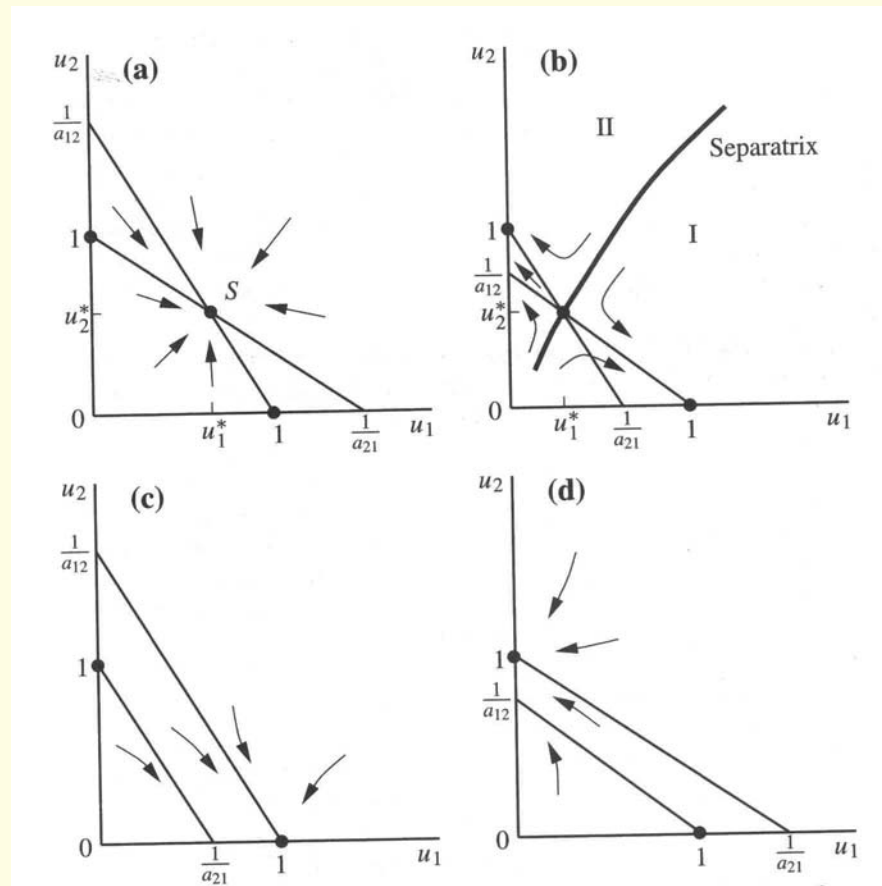 u₂ (a)
1/a₁₂
1
S
u₂*
0
u₁* 1 1/a₂₁ u₁
u₂ (b)
II
Separatrix
I
1
1/a₁₂
u₂*
0
u₁* 1/a₂₁ 1 u₁
u₂ (c)
1/a₁₂
1
0
1/a₂₁ 1 u₁
u₂ (d)
1
1/a₁₂
0
1 1/a₂₁ u₁